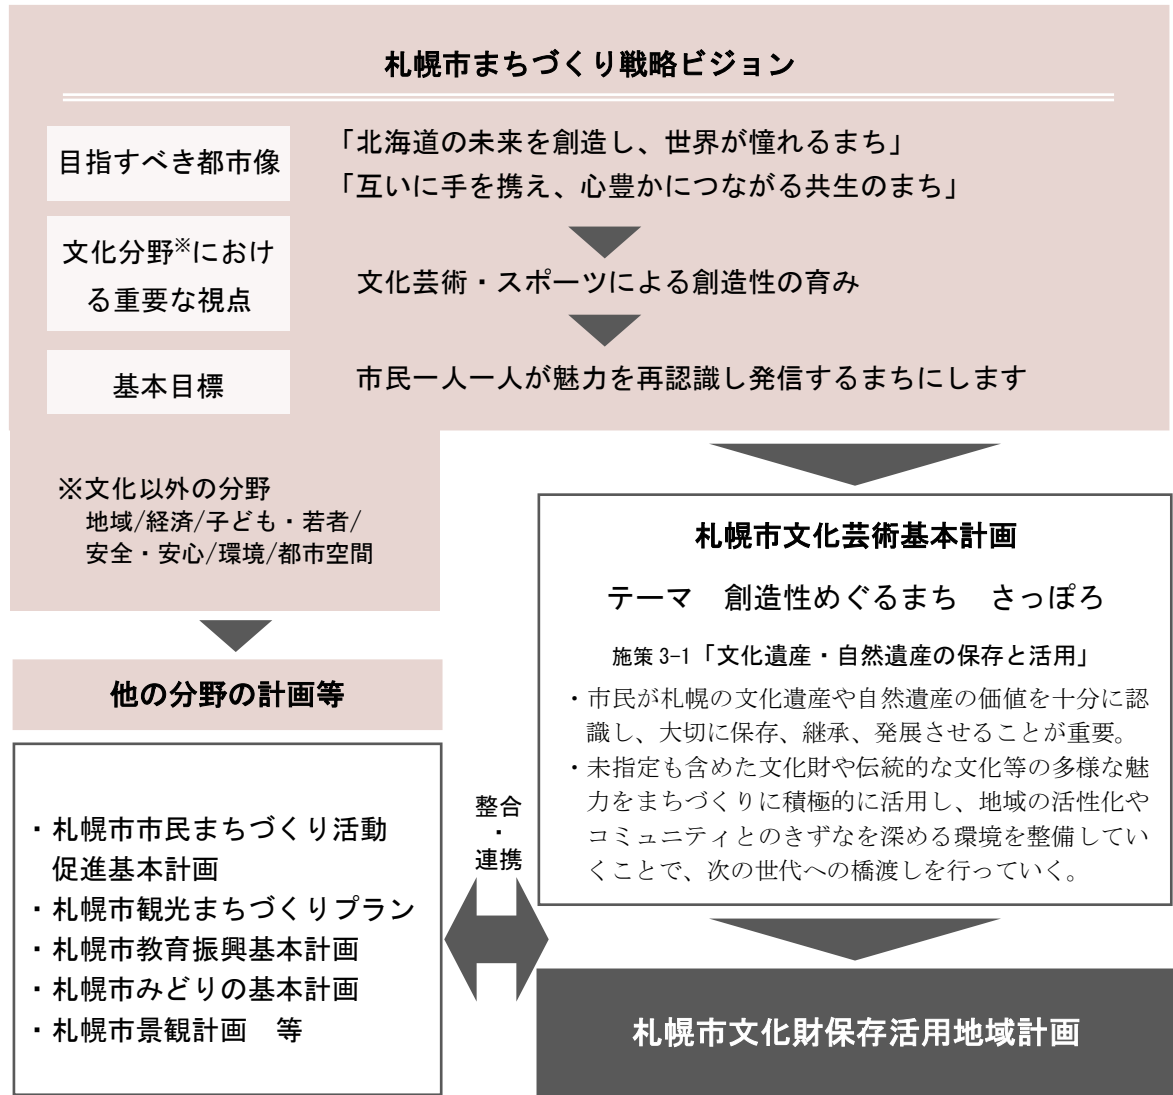 札幌市まちづくり戦略ビジョン
目指すべき都市像
「北海道の未来を創造し、世界が憧れるまち」
「互いに手を携え、心豊かにつながる共生のまち」
文化分野※におけ
る重要な視点
文化芸術・スポーツによる創造性の育み
基本目標
市民一人一人が魅力を再認識し発信するまちにします
※文化以外の分野
地域/経済/子ども・若者/
安全・安心/環境/都市空間
他の分野の計画等
・札幌市市民まちづくり活動
促進基本計画
・札幌市観光まちづくりプラン
・札幌市教育振興基本計画
・札幌市みどりの基本計画
・札幌市景観計画　等
整合
・
連携
札幌市文化芸術基本計画
テーマ　創造性めぐるまち　さっぽろ
施策 3-1「文化遺産・自然遺産の保存と活用」
・市民が札幌の文化遺産や自然遺産の価値を十分に認
識し、大切に保存、継承、発展させることが重要。
・未指定も含めた文化財や伝統的な文化等の多様な魅
力をまちづくりに積極的に活用し、地域の活性化や
コミュニティとのきずなを深める環境を整備してい
くことで、次の世代への橋渡しを行っていく。
札幌市文化財保存活用地域計画